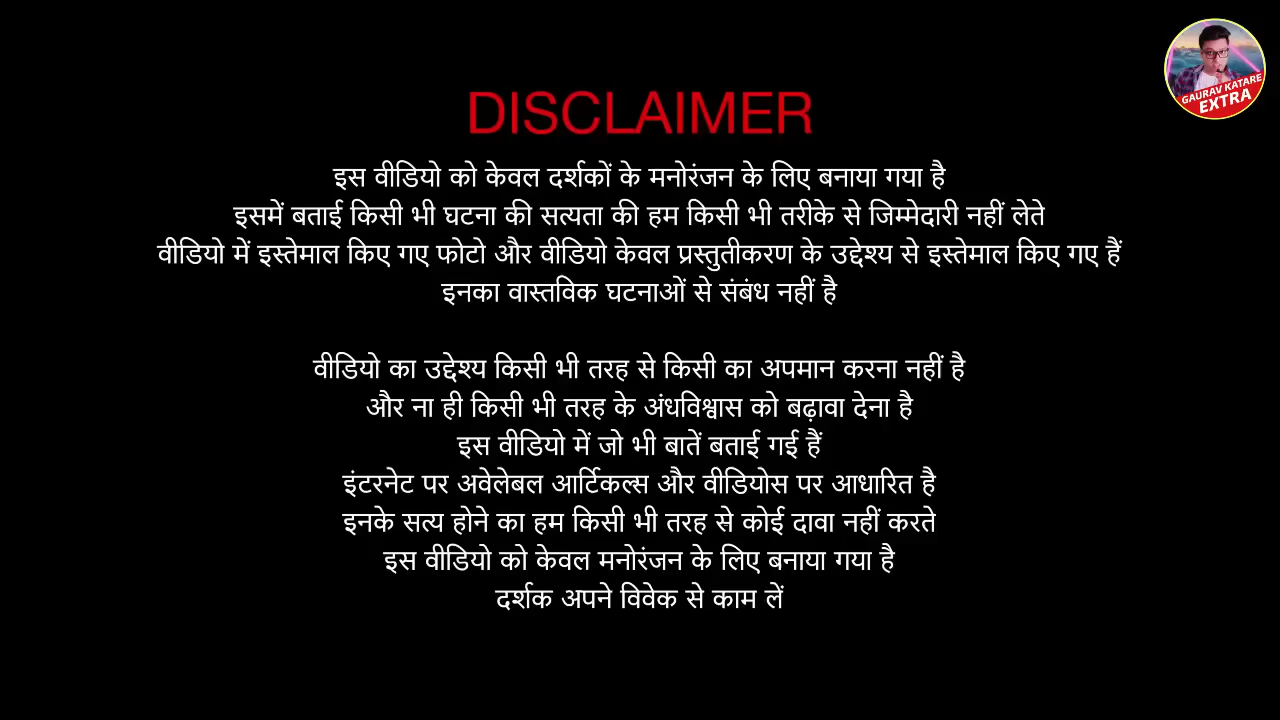 GAURAV KATARE
EXTRA
DISCLAIMER
इस वीडियो को केवल दर्शकों के मनोरंजन के लिए बनाया गया है
इसमें बताई किसी भी घटना की सत्यता की हम किसी भी तरीके से जिम्मेदारी नहीं लेते
वीडियो में इस्तेमाल किए गए फोटो और वीडियो केवल प्रस्तुतीकरण के उद्देश्य से इस्तेमाल किए गए हैं
इनका वास्तविक घटनाओं से संबंध नहीं है
वीडियो का उद्देश्य किसी भी तरह से किसी का अपमान करना नहीं है
और ना ही किसी भी तरह के अंधविश्वास को बढ़ावा देना है
इस वीडियो में जो भी बातें बताई गई हैं
इंटरनेट पर अवेलेबल आर्टिकल्स और वीडियोस पर आधारित है
इनके सत्य होने का हम किसी भी तरह से कोई दावा नहीं करते
इस वीडियो को केवल मनोरंजन के लिए बनाया गया है
दर्शक अपने विवेक से काम लें